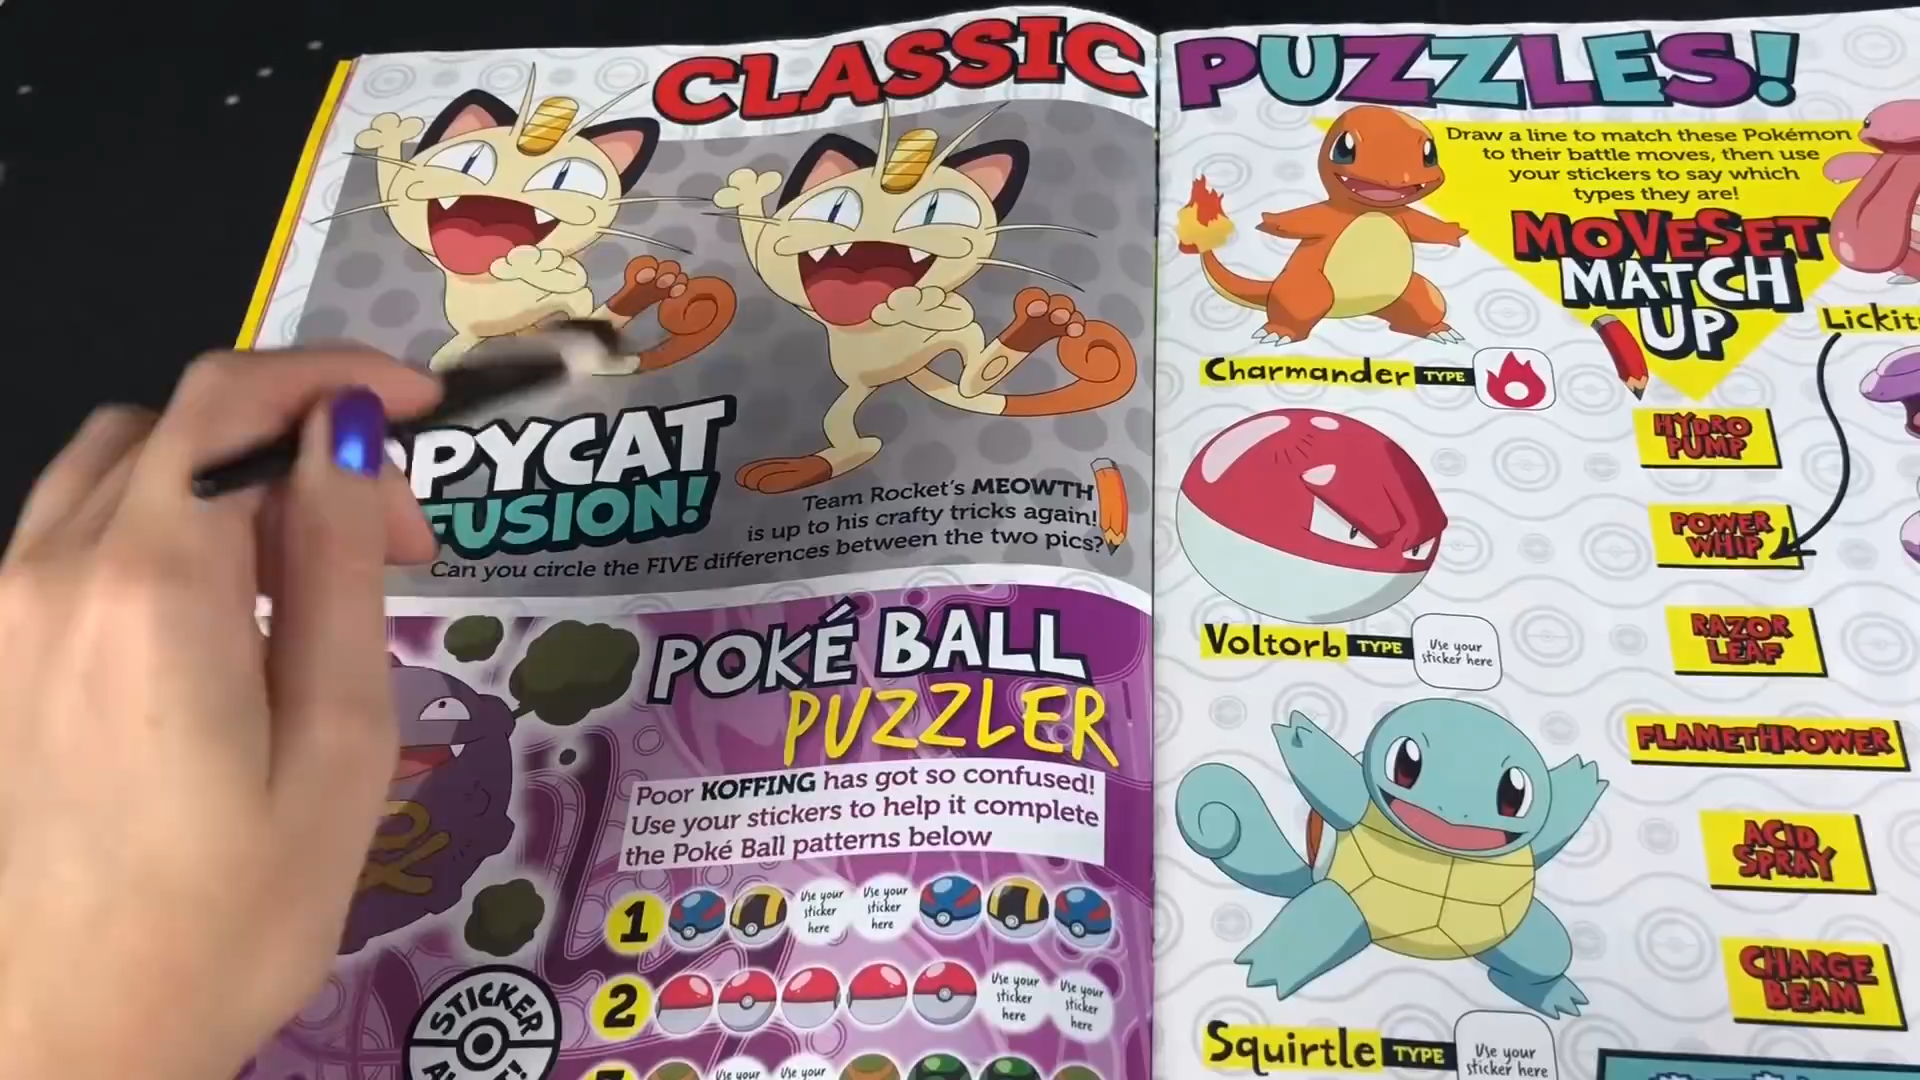 CLASSIC PUZZLES!
PYCAT
FUSION!
Team Rocket's MEOWTH
is up to his crafty tricks again!
Can you circle the FIVE differences between the two pics?
POKÉ BALL
PUZZLER
Poor KOFFING has got so confused!
Use your stickers to help it complete
the Poké Ball patterns below
1
Use your
sticker
here
Use your
sticker
here
2
Use your
sticker
here
Use your
sticker
here
STICKER
Use your
Use your
Draw a line to match these Pokémon
to their battle moves, then use
your stickers to say which
types they are!
MOVESET
MATCH
UP
Charmander TYPE
Lickit
HYDRO
PUMP
POWER
WHIP
Voltorb TYPE
Use your
sticker here
RAZOR
LEAF
FLAMETHROWER
ACID
SPRAY
CHARGE
BEAM
Squirtle TYPE
Use your
sticker here